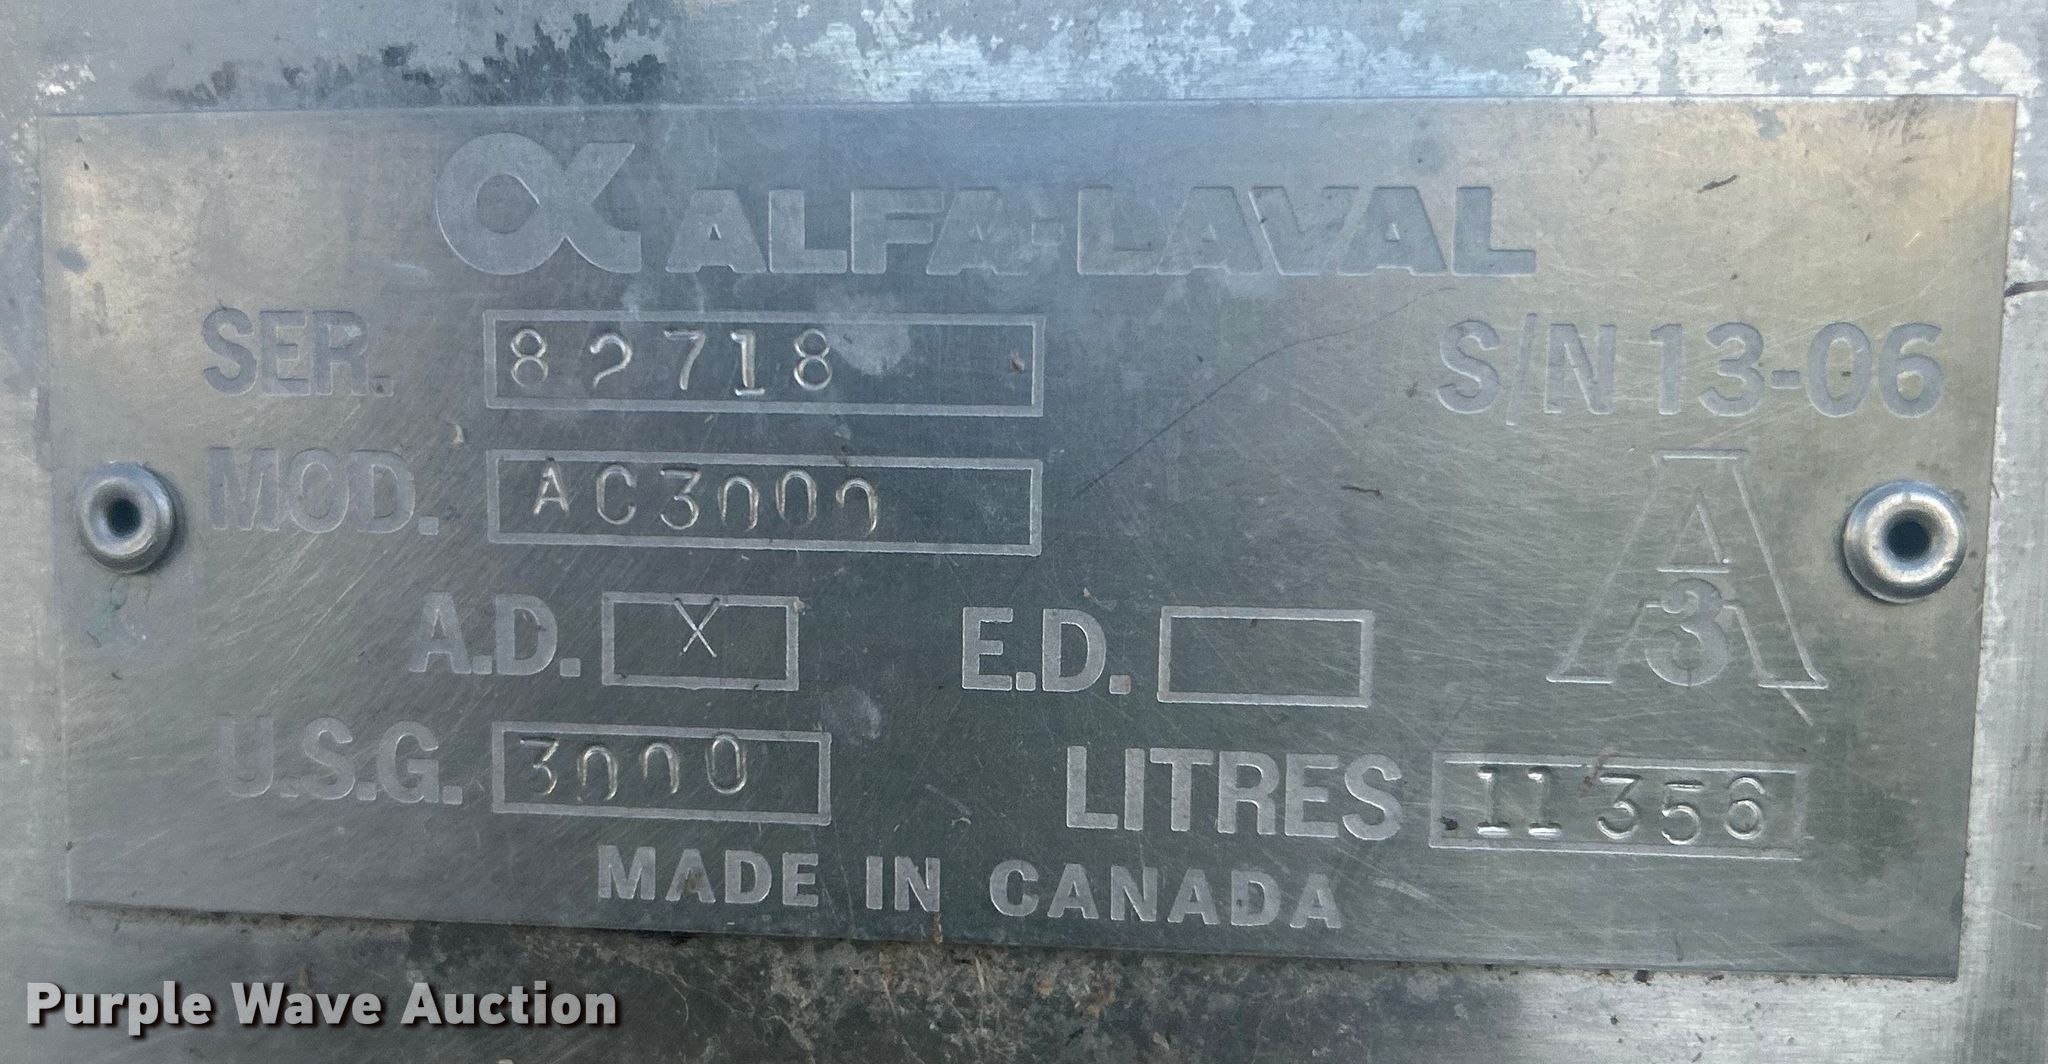 α ALFA-LAVAL
SER. 82718 S/N 13-06
MOD. AC3000
A.D. X E.D. A 3
U.S.G. 3000 LITRES 11356
MADE IN CANADA
Purple Wave Auction